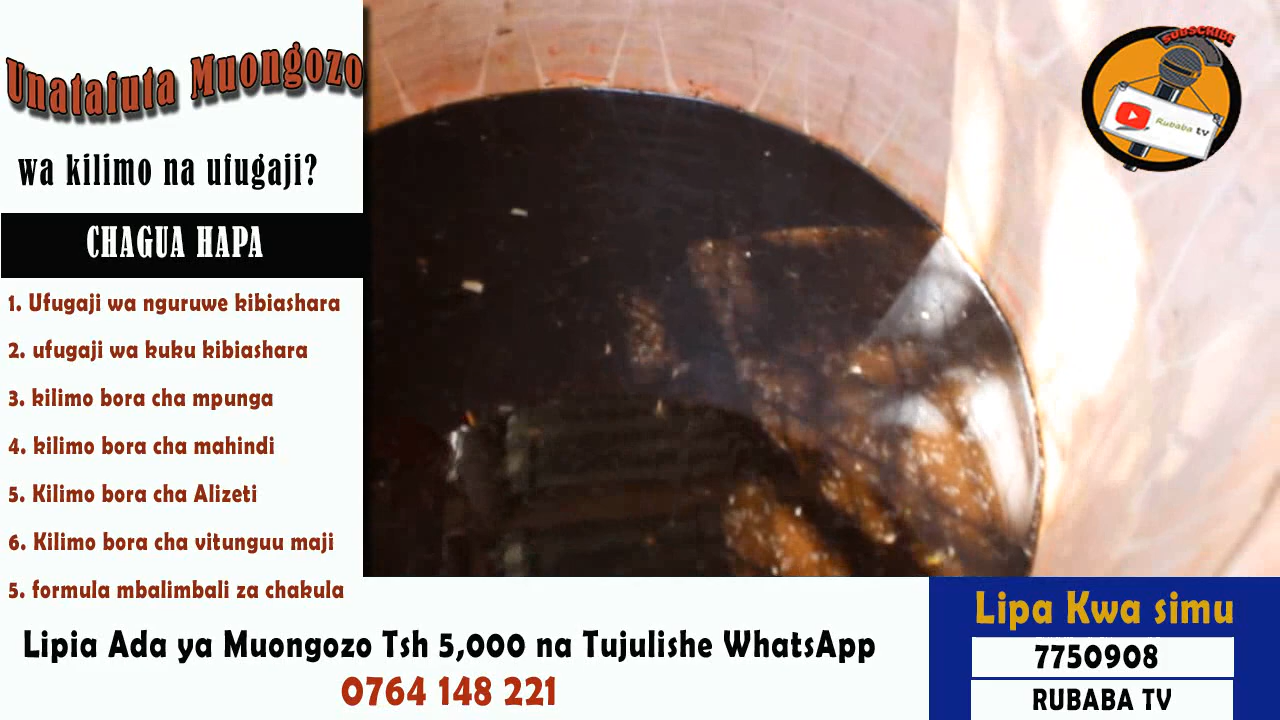 Unatafuta Muongozo
wa kilimo na ufugaji?
CHAGUA HAPA
1. Ufugaji wa nguruwe kibiashara
2. ufugaji wa kuku kibiashara
3. kilimo bora cha mpunga
4. kilimo bora cha mahindi
5. Kilimo bora cha Alizeti
6. Kilimo bora cha vitunguu maji
5. formula mbalimbali za chakula
Lipia Ada ya Muongozo Tsh 5,000 na Tujulishe WhatsApp
0764 148 221
SUBSCRIBE
Rubaba tv
Lipa Kwa simu
7750908
RUBABA TV